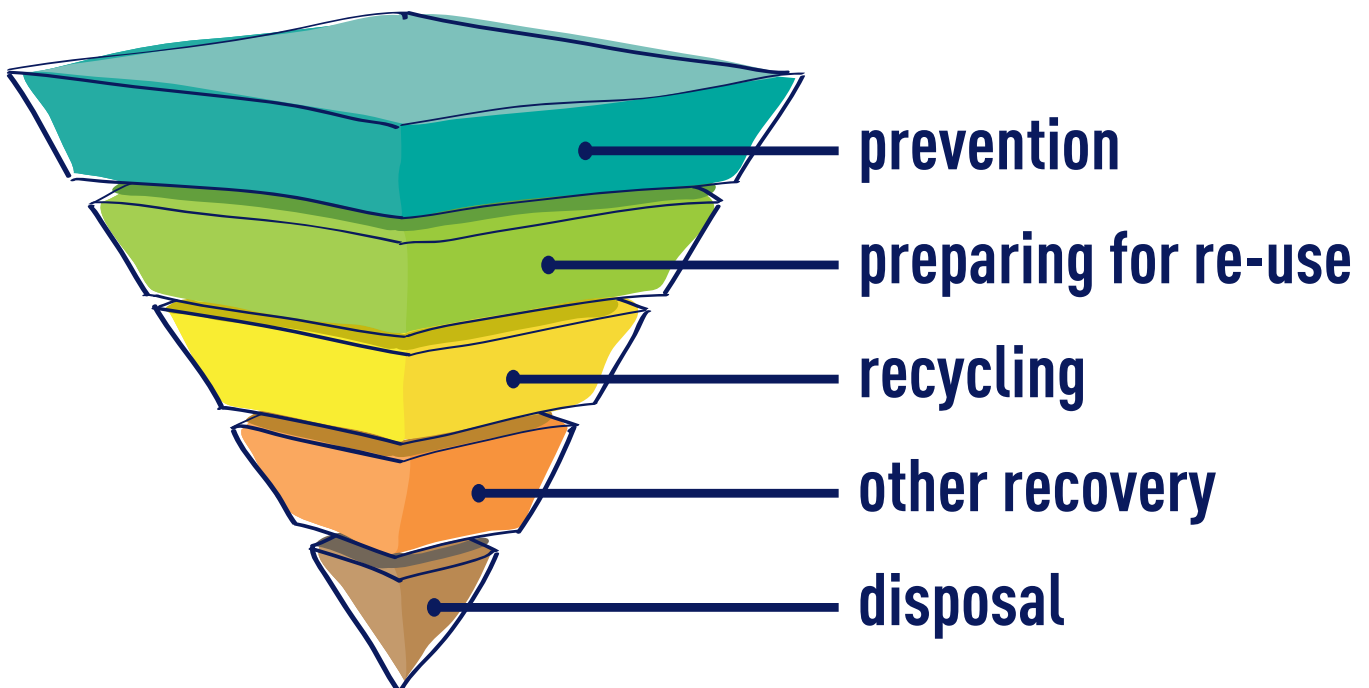 prevention
preparing for re-use
recycling
other recovery
disposal